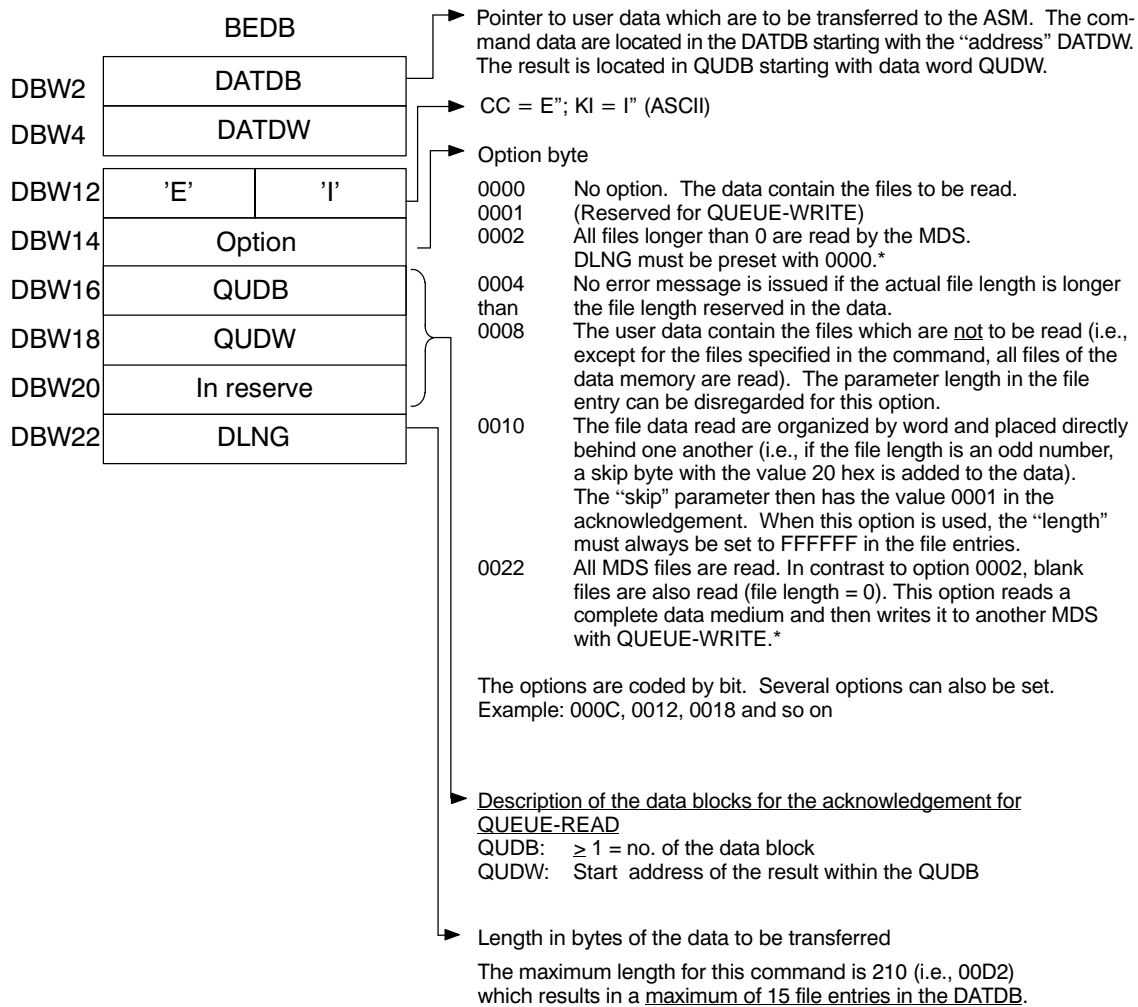 BEDB
DBW2 DATDB
DBW4 DATDW
DBW12 'E' 'I'
DBW14 Option
DBW16 QUDB
DBW18 QUDW
DBW20 In reserve
DBW22 DLNG
Pointer to user data which are to be transferred to the ASM. The com-
mand data are located in the DATDB starting with the “address” DATDW.
The result is located in QUDB starting with data word QUDW.
CC = E”; KI = I” (ASCII)
Option byte
0000 No option. The data contain the files to be read.
0001 (Reserved for QUEUE-WRITE)
0002 All files longer than 0 are read by the MDS.
DLNG must be preset with 0000.*
0004 No error message is issued if the actual file length is longer
than the file length reserved in the data.
0008 The user data contain the files which are not to be read (i.e.,
except for the files specified in the command, all files of the
data memory are read). The parameter length in the file
entry can be disregarded for this option.
0010 The file data read are organized by word and placed directly
behind one another (i.e., if the file length is an odd number,
a skip byte with the value 20 hex is added to the data).
The “skip” parameter then has the value 0001 in the
acknowledgement. When this option is used, the “length”
must always be set to FFFFFF in the file entries.
0022 All MDS files are read. In contrast to option 0002, blank
files are also read (file length = 0). This option reads a
complete data medium and then writes it to another MDS
with QUEUE-WRITE.*
The options are coded by bit. Several options can also be set.
Example: 000C, 0012, 0018 and so on
Description of the data blocks for the acknowledgement for
QUEUE-READ
QUDB: ≥ 1 = no. of the data block
QUDW: Start address of the result within the QUDB
Length in bytes of the data to be transferred
The maximum length for this command is 210 (i.e., 00D2)
which results in a maximum of 15 file entries in the DATDB.